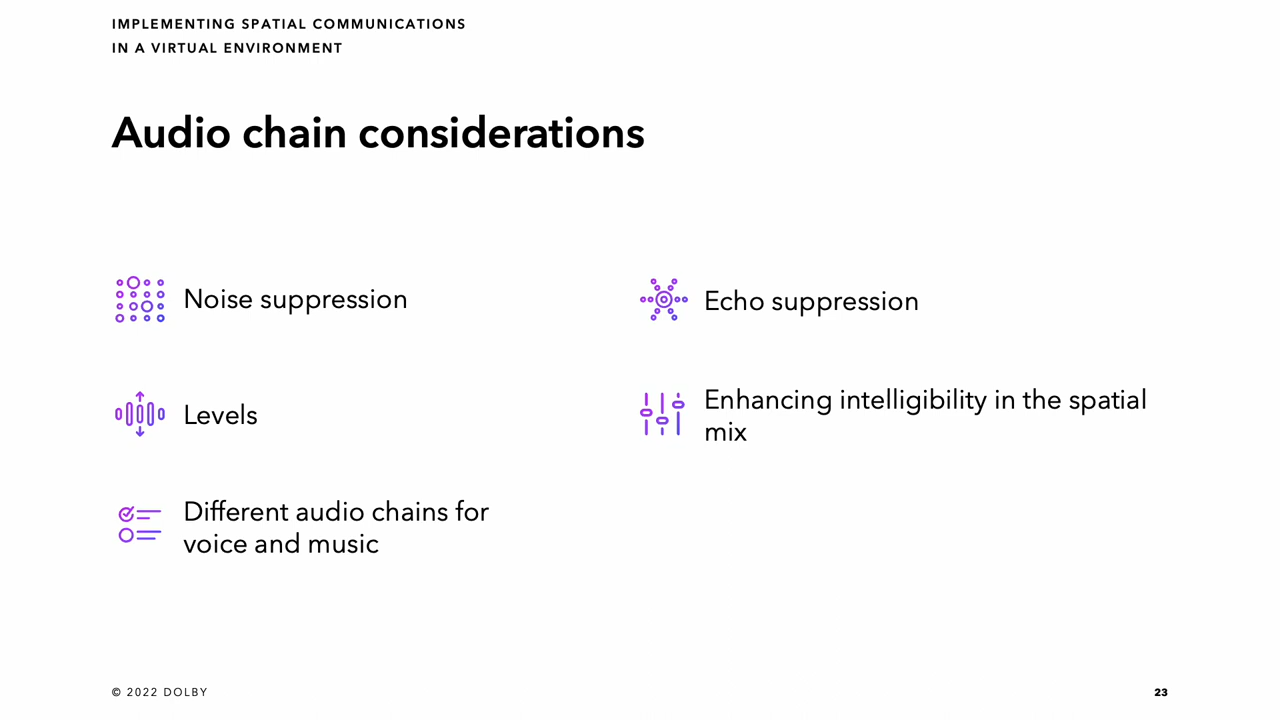 IMPLEMENTING SPATIAL COMMUNICATIONS
IN A VIRTUAL ENVIRONMENT
Audio chain considerations
Noise suppression
Echo suppression
Levels
Enhancing intelligibility in the spatial
mix
Different audio chains for
voice and music
© 2022 DOLBY
23